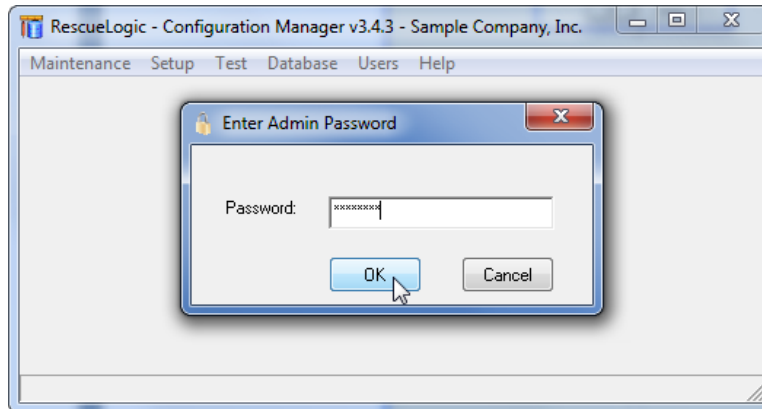 RescueLogic - Configuration Manager v3.4.3 - Sample Company, Inc.
Maintenance Setup Test Database Users Help
Enter Admin Password
Password: ********
OK Cancel